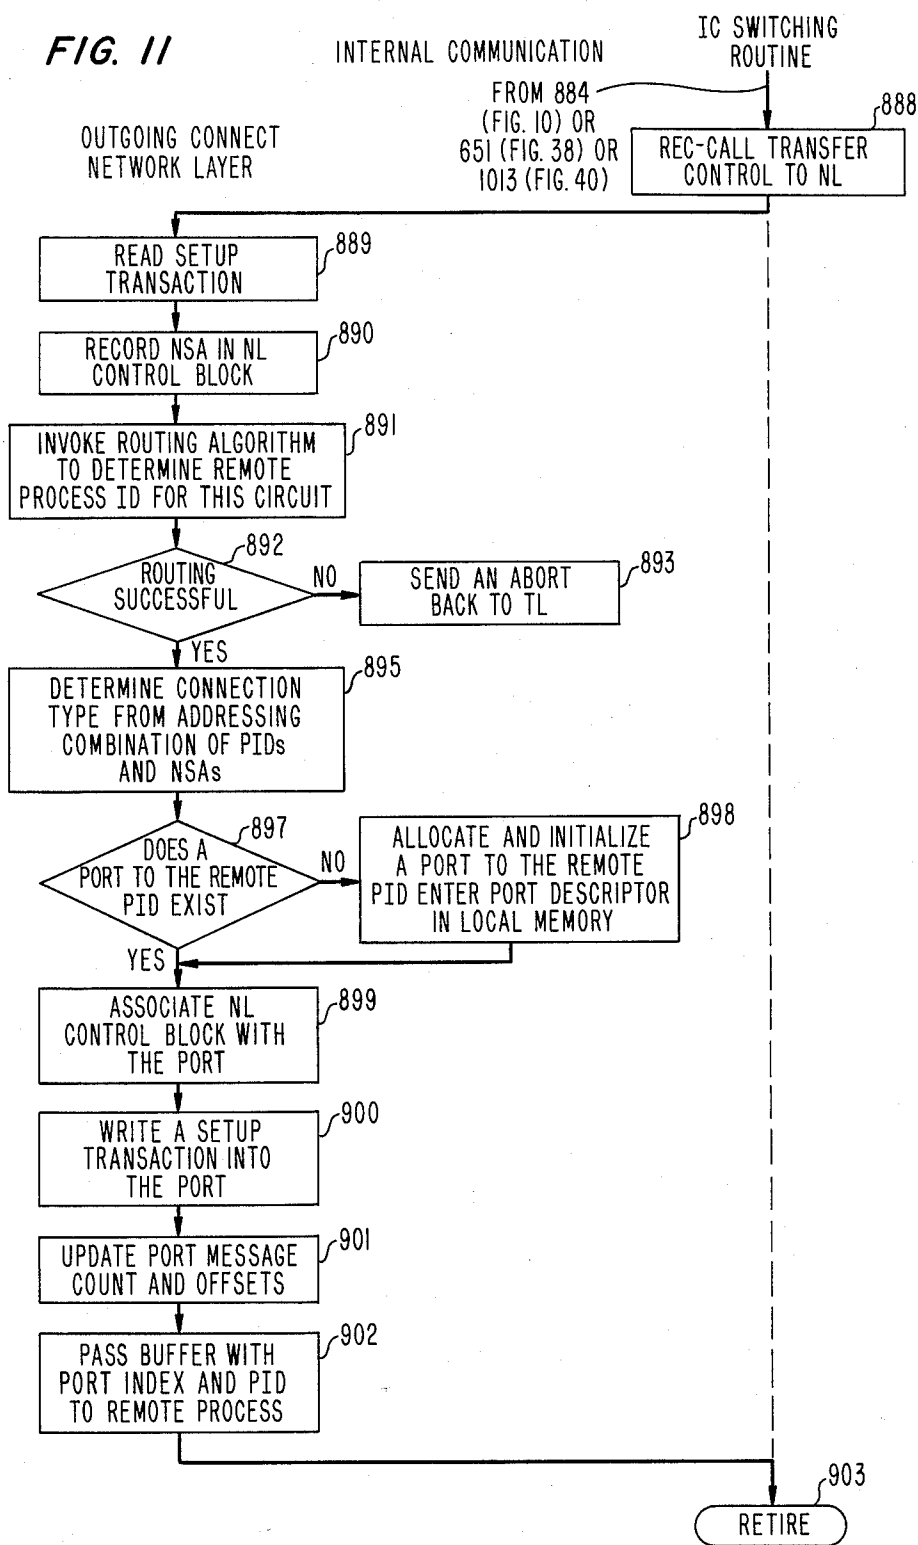 FIG. 11
INTERNAL COMMUNICATION
IC SWITCHING
ROUTINE
FROM 884
(FIG. 10) OR
651 (FIG. 38) OR
1013 (FIG. 40)
888
REC-CALL TRANSFER
CONTROL TO NL
OUTGOING CONNECT
NETWORK LAYER
889
READ SETUP
TRANSACTION
890
RECORD NSA IN NL
CONTROL BLOCK
891
INVOKE ROUTING ALGORITHM
TO DETERMINE REMOTE
PROCESS ID FOR THIS CIRCUIT
892
ROUTING
SUCCESSFUL
NO
893
SEND AN ABORT
BACK TO TL
YES
895
DETERMINE CONNECTION
TYPE FROM ADDRESSING
COMBINATION OF PIDs
AND NSAs
897
DOES A
PORT TO THE REMOTE
PID EXIST
NO
898
ALLOCATE AND INITIALIZE
A PORT TO THE REMOTE
PID ENTER PORT DESCRIPTOR
IN LOCAL MEMORY
YES
899
ASSOCIATE NL
CONTROL BLOCK WITH
THE PORT
900
WRITE A SETUP
TRANSACTION INTO
THE PORT
901
UPDATE PORT MESSAGE
COUNT AND OFFSETS
902
PASS BUFFER WITH
PORT INDEX AND PID
TO REMOTE PROCESS
903
RETIRE